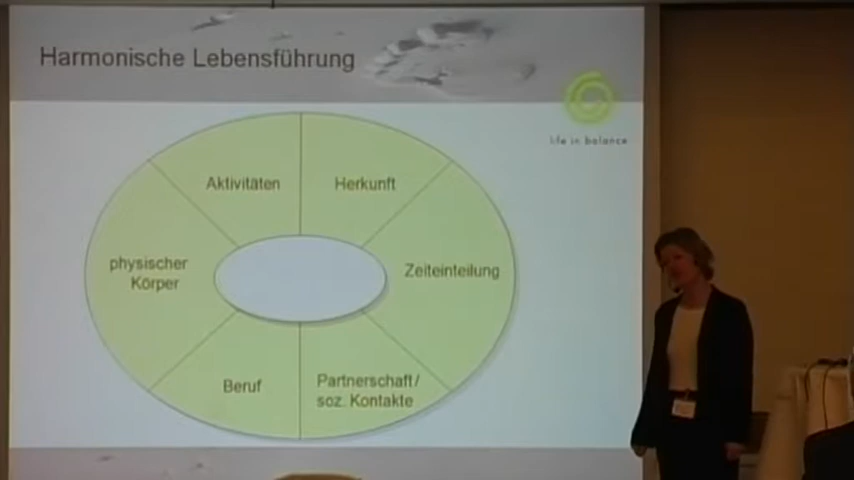 Harmonische Lebensführung
life in balance
Aktivitäten
Herkunft
physischer
Körper
Zeiteinteilung
Beruf
Partnerschaft/
soz. Kontakte